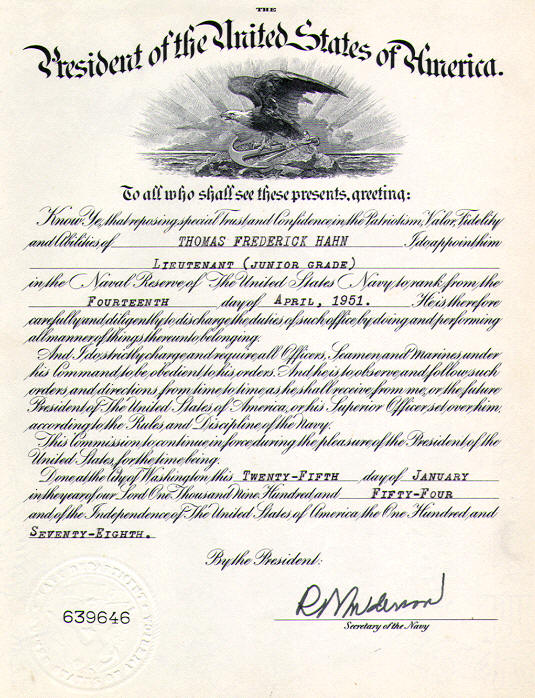 THE
President of the United States of America.
To all who shall see these presents, greeting:
Know Ye, that reposing special Trust and Confidence in the Patriotism, Valor, Fidelity
and Abilities of THOMAS FREDERICK HAHN I do appoint him
LIEUTENANT (JUNIOR GRADE)
in the Naval Reserve of The United States Navy to rank from the
FOURTEENTH day of APRIL, 1951. He is therefore
carefully and diligently to discharge the duties of such office by doing and performing
all manner of things thereunto belonging.
And I do strictly charge and require all Officers, Seamen and Marines under
his Command, to be obedient to his orders. And he is to observe and follow such
orders, and directions, from time to time as he shall receive from me, or the future
President of The United States of America, or his Superior Officer set over him,
according to the Rules and Discipline of the Navy.
This Commission to continue in force during the pleasure of the President of the
United States, for the time being.
Done at the City of Washington this TWENTY-FIFTH day of JANUARY
in the year of our Lord One Thousand Nine Hundred and FIFTY-FOUR
and of the Independence of The United States of America the One Hundred and
SEVENTY-EIGHTH.
By the President:
R B Anderson
Secretary of the Navy
639646